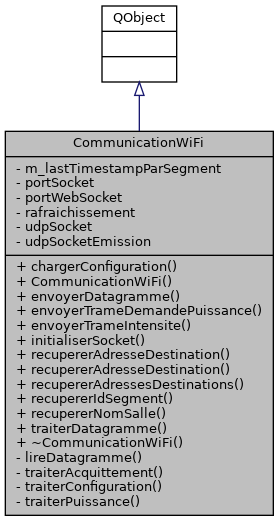 QObject
CommunicationWiFi
- m_lastTimestampParSegment
- portSocket
- portWebSocket
- rafraichissement
- udpSocket
- udpSocketEmission
+ chargerConfiguration()
+ CommunicationWiFi()
+ envoyerDatagramme()
+ envoyerTrameDemandePuissance()
+ envoyerTrameIntensite()
+ initialiserSocket()
+ recupererAdresseDestination()
+ recupererAdresseDestination()
+ recupererAdressesDestinations()
+ recupererIdSegment()
+ recupererNomSalle()
+ traiterDatagramme()
+ ~CommunicationWiFi()
- lireDatagramme()
- traiterAcquittement()
- traiterConfiguration()
- traiterPuissance()